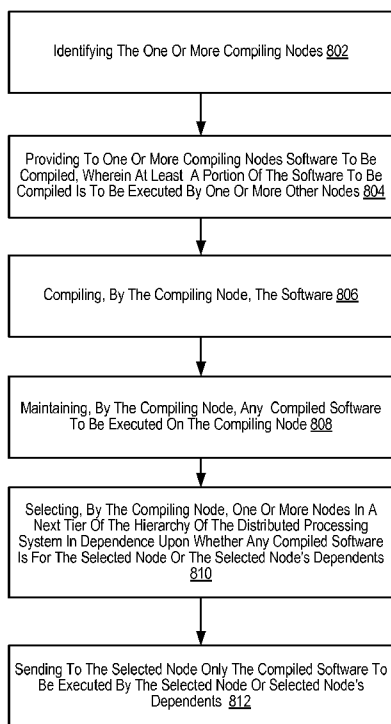 Identifying The One Or More Compiling Nodes 802
Providing To One Or More Compiling Nodes Software To Be
Compiled, Wherein At Least A Portion Of The Software To Be
Compiled Is To Be Executed By One Or More Other Nodes 804
Compiling, By The Compiling Node, The Software 806
Maintaining, By The Compiling Node, Any Compiled Software
To Be Executed On The Compiling Node 808
Selecting, By The Compiling Node, One Or More Nodes In A
Next Tier Of The Hierarchy Of The Distributed Processing
System In Dependence Upon Whether Any Compiled Software
Is For The Selected Node Or The Selected Node's Dependents
810
Sending To The Selected Node Only The Compiled Software To
Be Executed By The Selected Node Or Selected Node's
Dependents 812